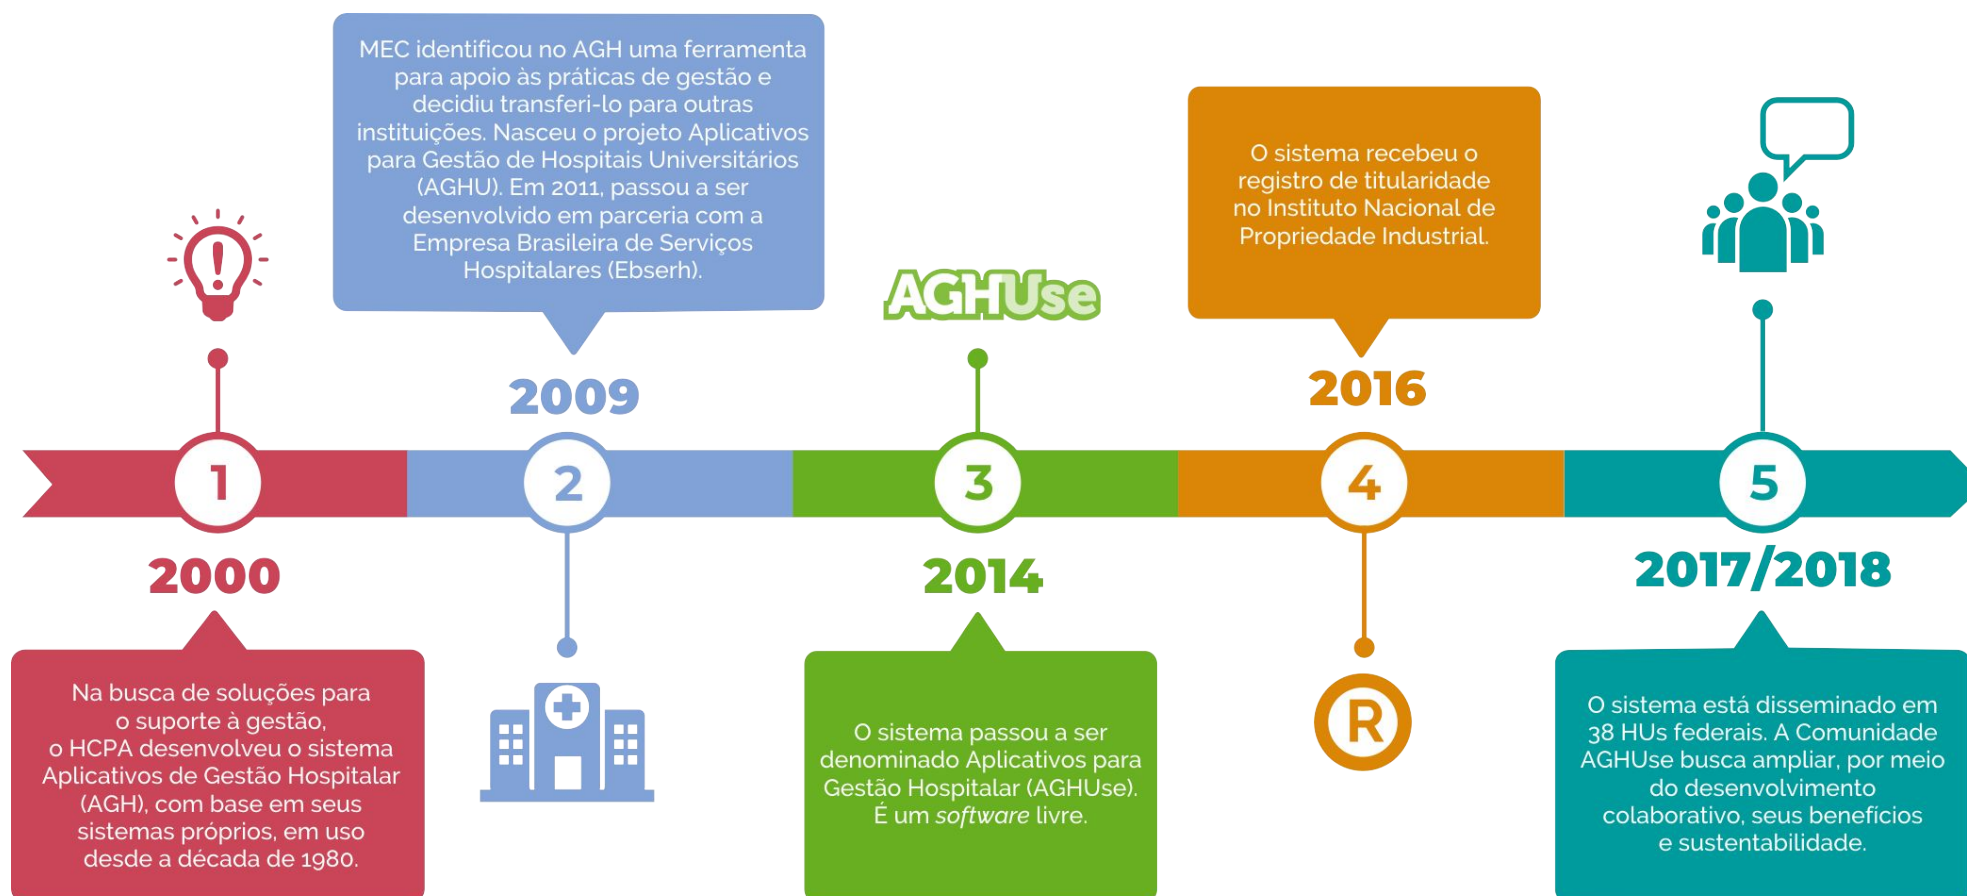 MEC identificou no AGH uma ferramenta
para apoio às práticas de gestão e
decidiu transferi-lo para outras
instituições. Nasceu o projeto Aplicativos
para Gestão de Hospitais Universitários
(AGHU). Em 2011, passou a ser
desenvolvido em parceria com a
Empresa Brasileira de Serviços
Hospitalares (Ebserh).
O sistema recebeu o
registro de titularidade
no Instituto Nacional de
Propriedade Industrial.
AGHUse
2009
2016
1
2
3
4
5
2000
2014
2017/2018
R
Na busca de soluções para
o suporte à gestão,
o HCPA desenveolveu o sistema
Aplicativos de Gestão Hospitalar
(AGH), com base em seus
sistemas próprios, em uso
desde a década de 1980.
O sistema passou a ser
denominado Aplicativos para
Gestão Hospitalar (AGHUse).
É um software livre.
O sistema está disseminado em
38 HUs federais. A Comunidade
AGHUse busca ampliar, por meio
do desenvolvimento
colaborativo, seus benefícios
e sustentabilidade.